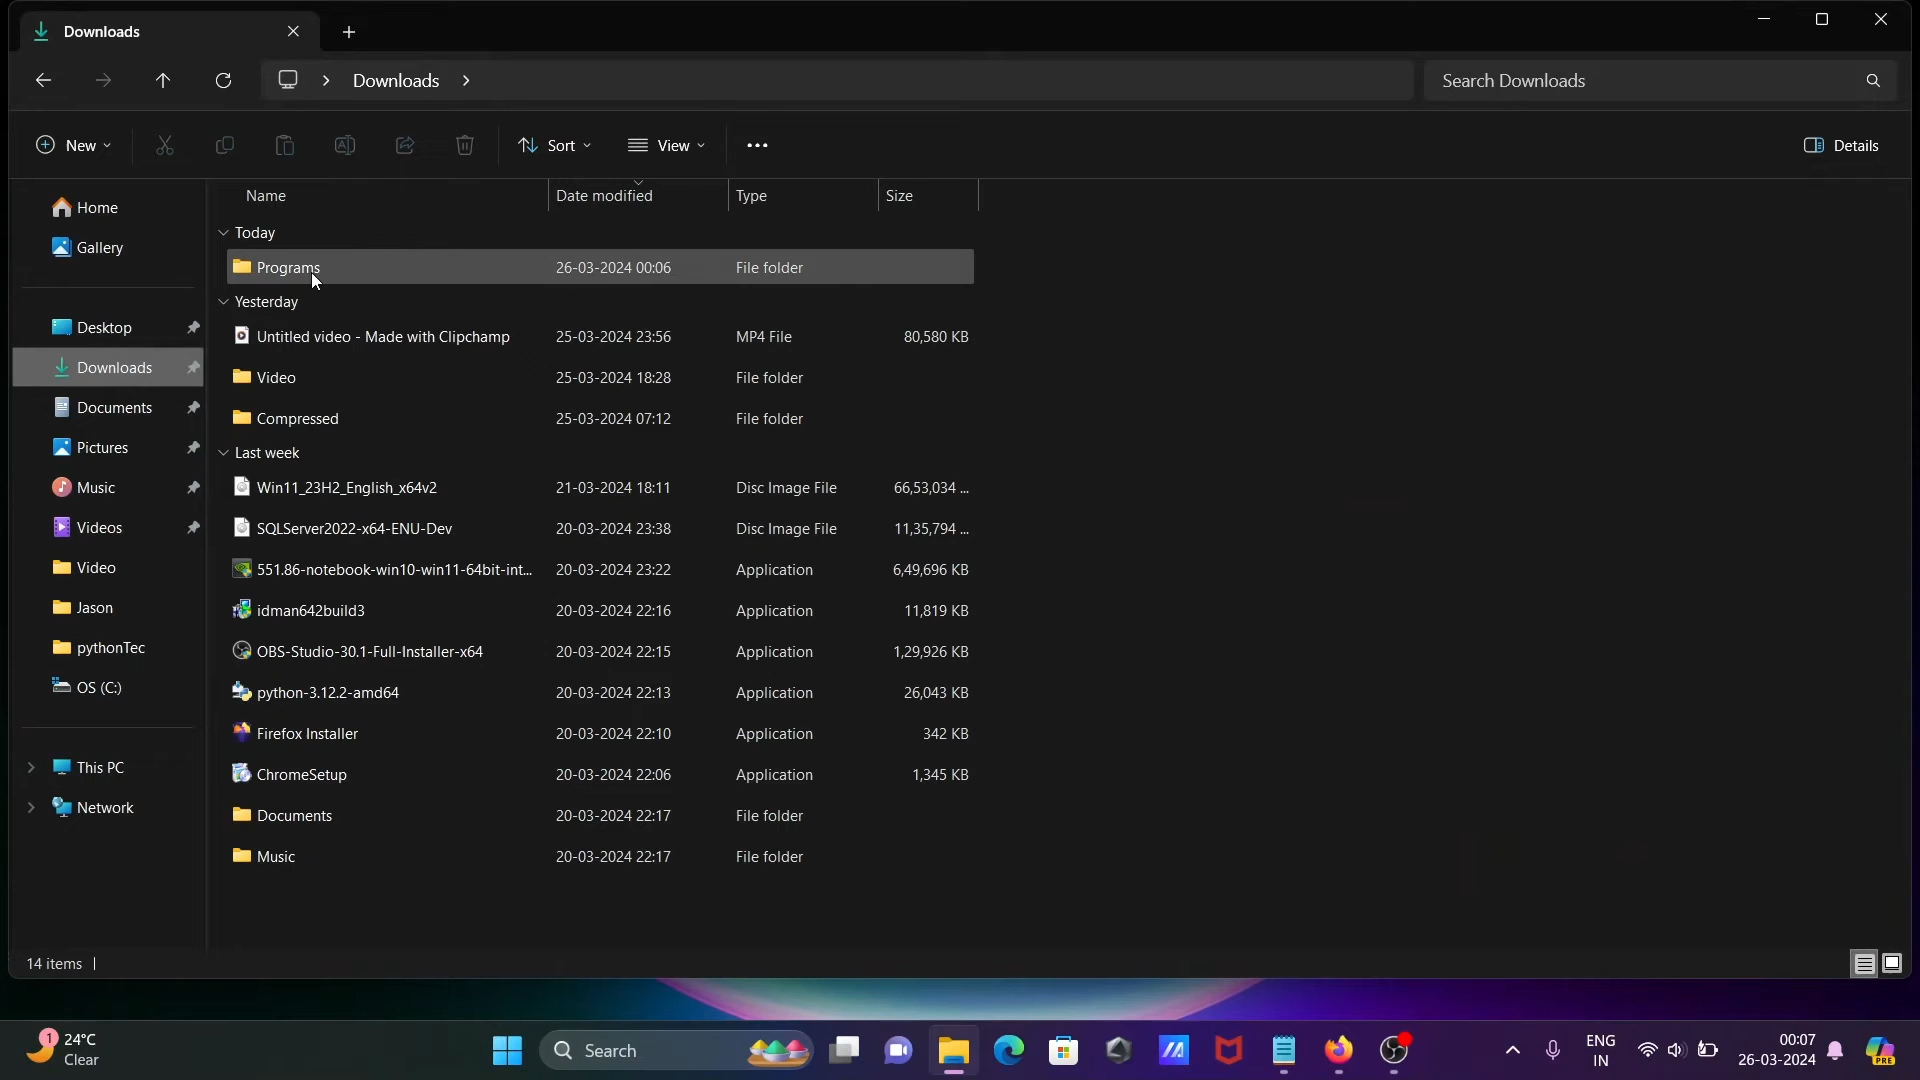 Downloads
Downloads
Search Downloads
New
Sort
View
Details
Name Date modified Type Size
Home
Gallery
Desktop
Downloads
Documents
Pictures
Music
Videos
Video
Jason
pythonTec
OS (C:)
This PC
Network
Today
Programs 26-03-2024 00:06 File folder
Yesterday
Untitled video - Made with Clipchamp 25-03-2024 23:56 MP4 File 80,580 KB
Video 25-03-2024 18:28 File folder
Compressed 25-03-2024 07:12 File folder
Last week
Win11_23H2_English_x64v2 21-03-2024 18:11 Disc Image File 66,53,034 ...
SQLServer2022-x64-ENU-Dev 20-03-2024 23:38 Disc Image File 11,35,794 ...
551.86-notebook-win10-win11-64bit-int... 20-03-2024 23:22 Application 6,49,696 KB
idman642build3 20-03-2024 22:16 Application 11,819 KB
OBS-Studio-30.1-Full-Installer-x64 20-03-2024 22:15 Application 1,29,926 KB
python-3.12.2-amd64 20-03-2024 22:13 Application 26,043 KB
Firefox Installer 20-03-2024 22:10 Application 342 KB
ChromeSetup 20-03-2024 22:06 Application 1,345 KB
Documents 20-03-2024 22:17 File folder
Music 20-03-2024 22:17 File folder
14 items
1
24°C
Clear
Search
ENG
IN
00:07
26-03-2024
PRE